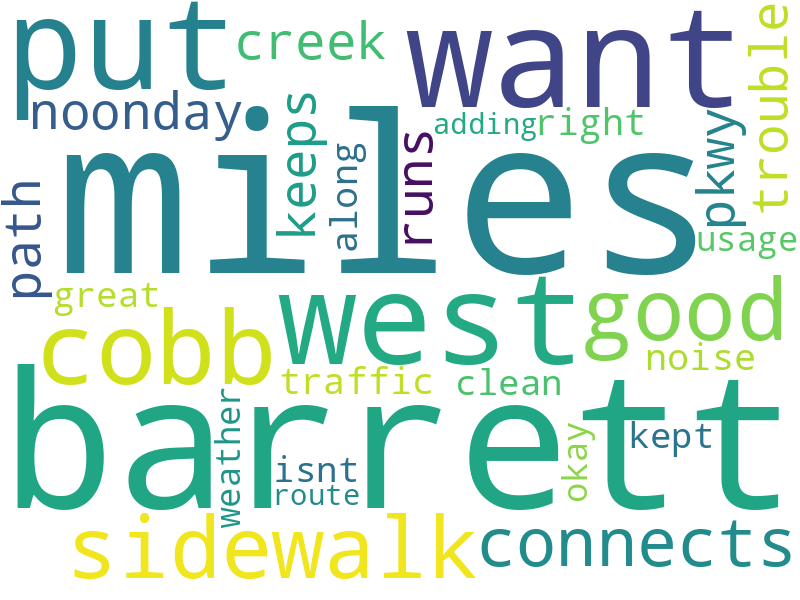 put
creek
want
trouble
noonday
keeps
adding
right
pkwy
miles
along
runs
path
usage
great
west
good
cobb
noise
traffic
clean
barrett
weather
kept
okay
isnt
route
sidewalk
connects